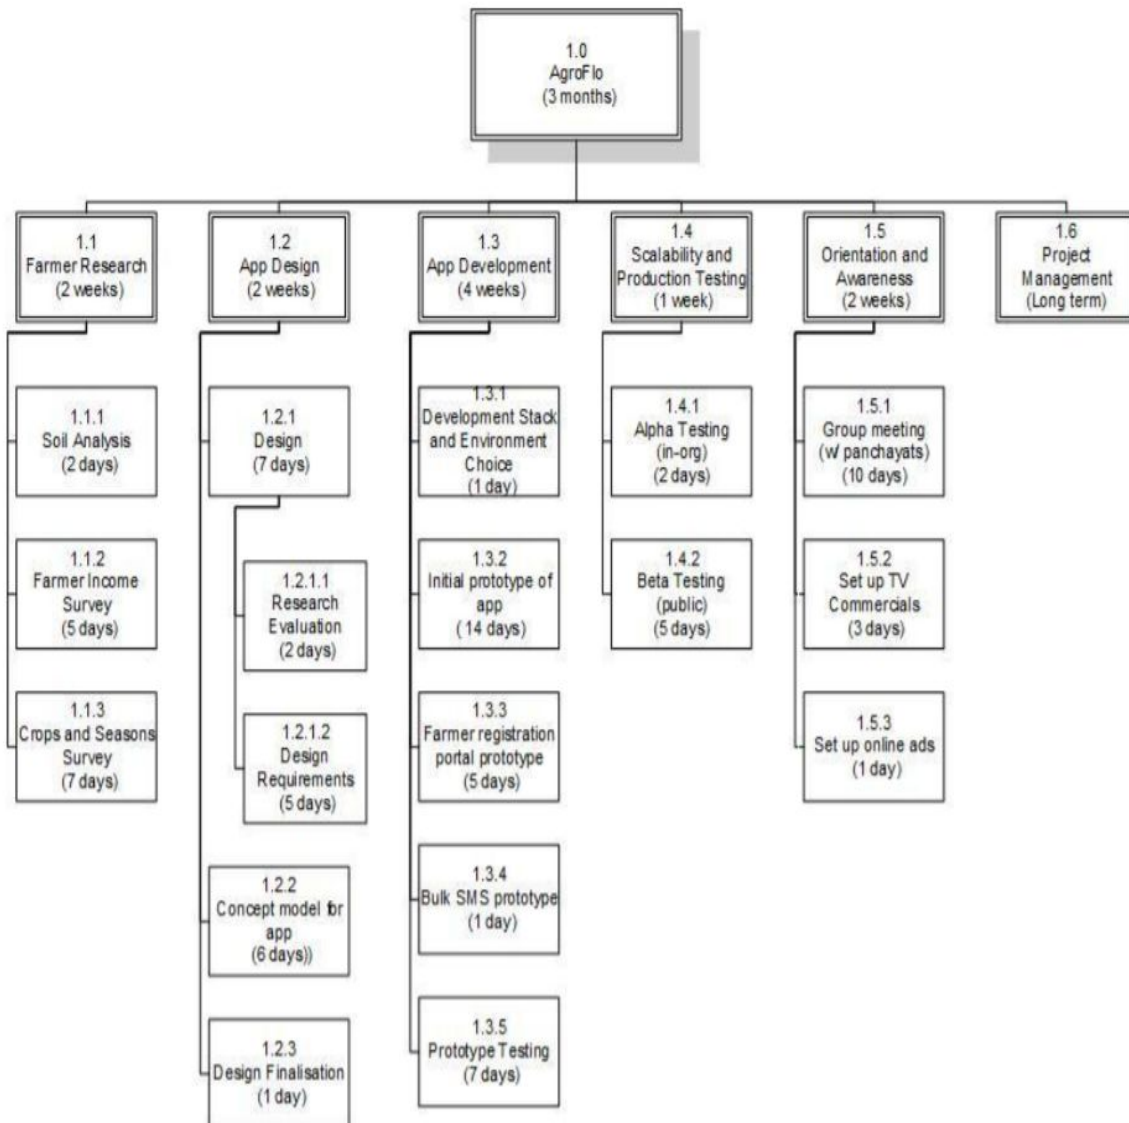 1.0
AgroFlo
(3 months)
1.1
Farmer Research
(2 weeks)
1.2
App Design
(2 weeks)
1.3
App Development
(4 weeks)
1.4
Scalability and
Production Testing
(1 week)
1.5
Orientation and
Awareness
(2 weeks)
1.6
Project
Management
(Long term)
1.1.1
Soil Analysis
(2 days)
1.1.2
Farmer Income
Survey
(5 days)
1.1.3
Crops and Seasons
Survey
(7 days)
1.2.1
Design
(7 days)
1.2.1.1
Research
Evaluation
(2 days)
1.2.1.2
Design
Requirements
(5 days)
1.2.2
Concept model for
app
(6 days))
1.2.3
Design Finalisation
(1 day)
1.3.1
Development Stack
and Environment
Choice
(1 day)
1.3.2
Initial prototype of
app
( 14 days)
1.3.3
Farmer registration
portal prototype
(5 days)
1.3.4
Bulk SMS prototype
(1 day)
1.3.5
Prototype Testing
(7 days)
1.4.1
Alpha Testing
(in-org)
(2 days)
1.4.2
Beta Testing
(public)
(5 days)
1.5.1
Group meeting
(w/ panchayats)
(10 days)
1.5.2
Set up TV
Commercials
(3 days)
1.5.3
Set up online ads
(1 day)